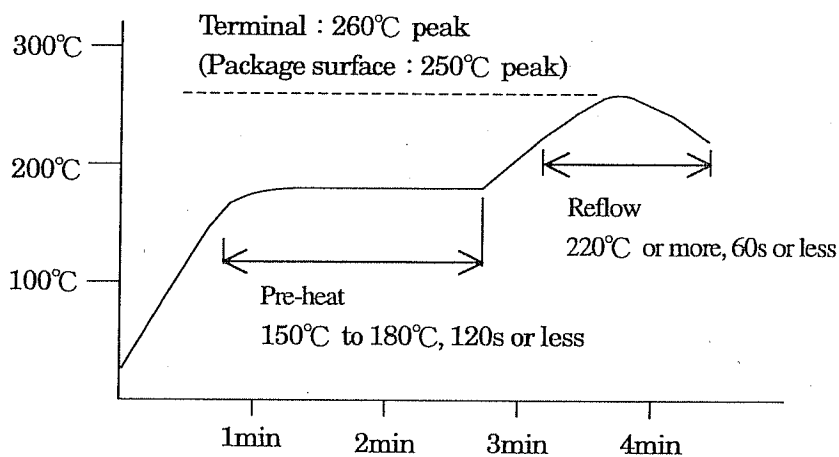 Terminal : 260℃ peak
(Package surface : 250℃ peak)
300℃
200℃
100℃
Reflow
220℃ or more, 60s or less
Pre-heat
150℃ to 180℃, 120s or less
1min
2min
3min
4min